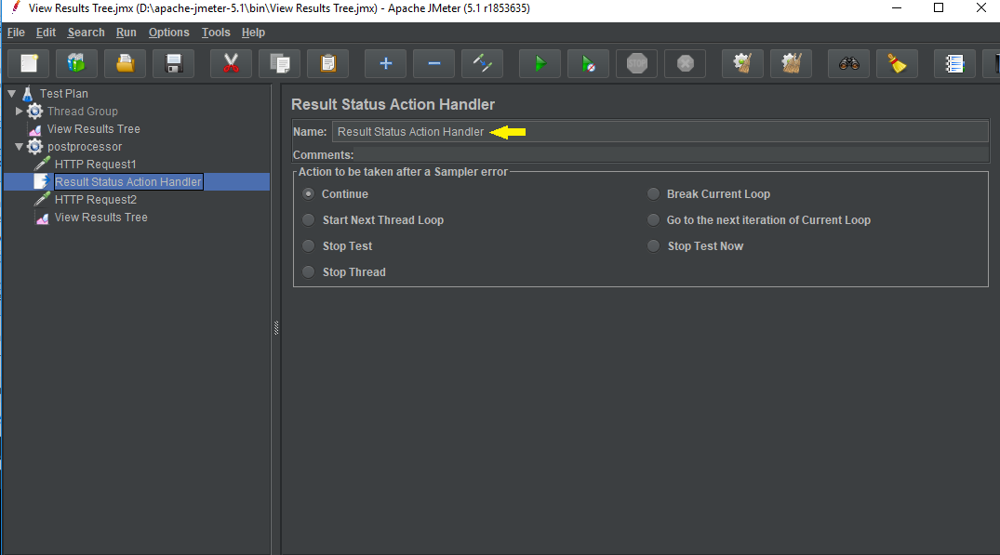 View Results Tree.jmx (D:\apache-jmeter-5.1\bin\View Results Tree.jmx) - Apache JMeter (5.1 r1853635)
File Edit Search Run Options Tools Help
STOP
Test Plan
Thread Group
View Results Tree
postprocessor
HTTP Request1
Result Status Action Handler
HTTP Request2
View Results Tree
Result Status Action Handler
Name: Result Status Action Handler
Comments:
Action to be taken after a Sampler error
Continue Break Current Loop
Start Next Thread Loop Go to the next iteration of Current Loop
Stop Test Stop Test Now
Stop Thread